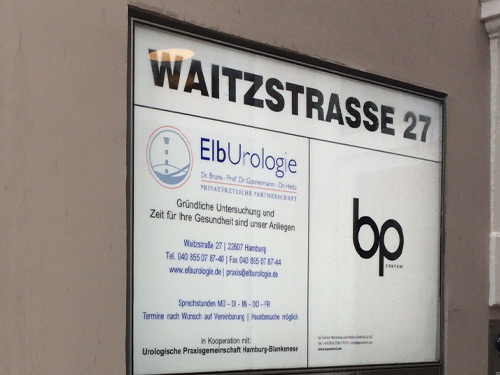 WAITZSTRASSE 27
ElbUrologie
Dr. Bruns - Prof. Dr. Gönnermann - Dr. Hertz
PRIVATÄRZTLICHE PARTNERSCHAFT
Gründliche Untersuchung und
Zeit für Ihre Gesundheit sind unser Anliegen
Waitzstraße 27 | 22607 Hamburg
Tel. 040 855 07 87-40 | Fax 040 855 07 87-44
www.elburologie.de | praxis@elburologie.de
Sprechstunden MO - DI - Mi - DO - FR
Termine nach Wunsch auf Vereinbarung | Hausbesuche möglich
in Kooperation mit:
Urologische Praxisgemeinschaft Hamburg-Blankenese
bp
CONTENT